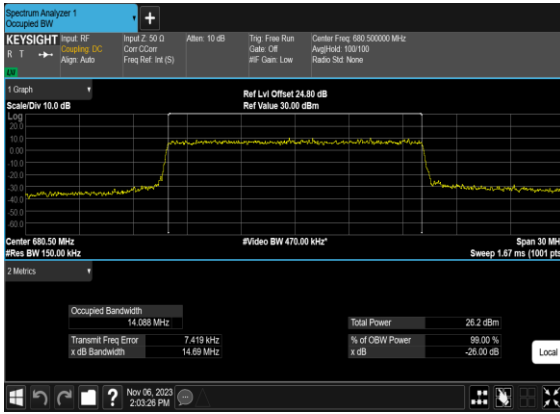 Spectrum Analyzer 1
Occupied BW
+
KEYSIGHT Input: RF Input Z: 50 Ω Atten: 10 dB Trig: Free Run Center Freq: 680.500000 MHz
R T Coupling: DC Corr CCorr Gate: Off Avg|Hold: 100/100
Align: Auto Freq Ref: Int (S) #IF Gain: Low Radio Std: None
1 Graph
Scale/Div 10.0 dB
Ref Lvl Offset 24.80 dB
Ref Value 30.00 dBm
Log
20.0
10.0
0.00
-10.0
-20.0
-30.0
-40.0
-50.0
-60.0
Center 680.50 MHz #Video BW 470.00 kHz* Span 30 MH
#Res BW 150.00 kHz Sweep 1.67 ms (1001 pts
2 Metrics
Occupied Bandwidth
14.088 MHz Total Power 26.2 dBm
Transmit Freq Error 7.419 kHz % of OBW Power 99.00 %
x dB Bandwidth 14.69 MHz x dB -26.00 dB
Local
? Nov 06, 2023
2:03:26 PM